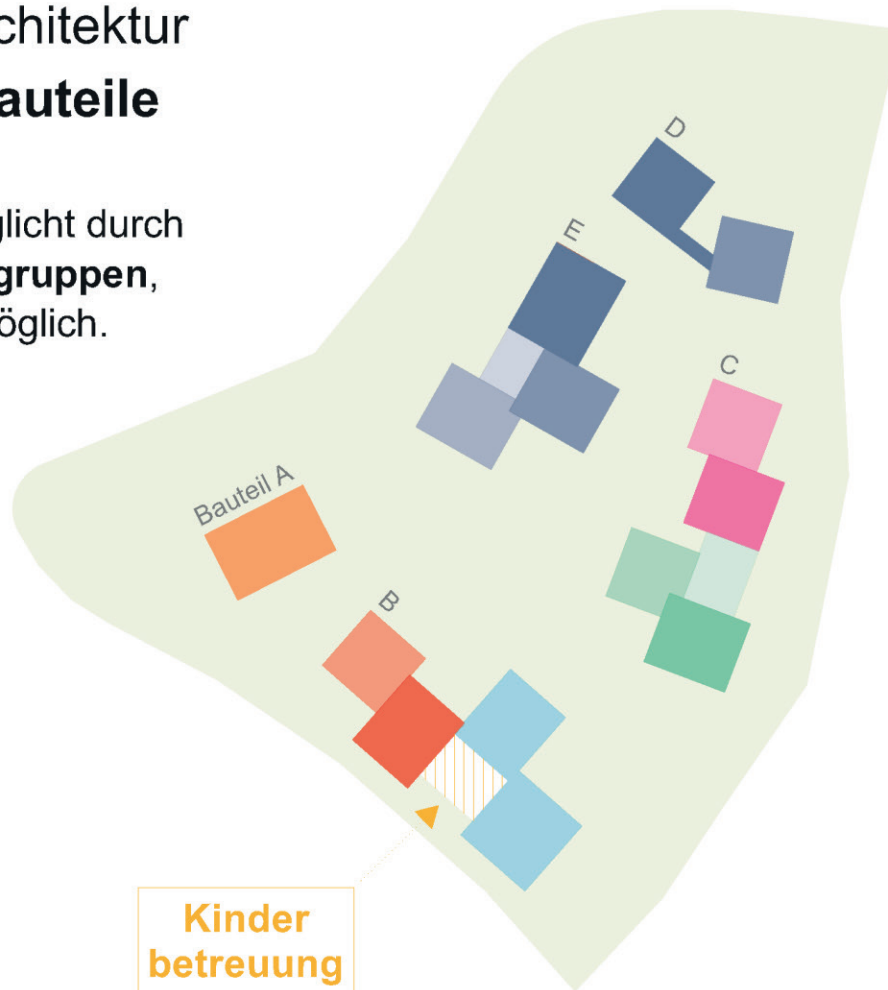 chitektur
auteile
glicht durch
gruppen,
öglich.
D
E
C
Bauteil A
B
Kinder
betreuung